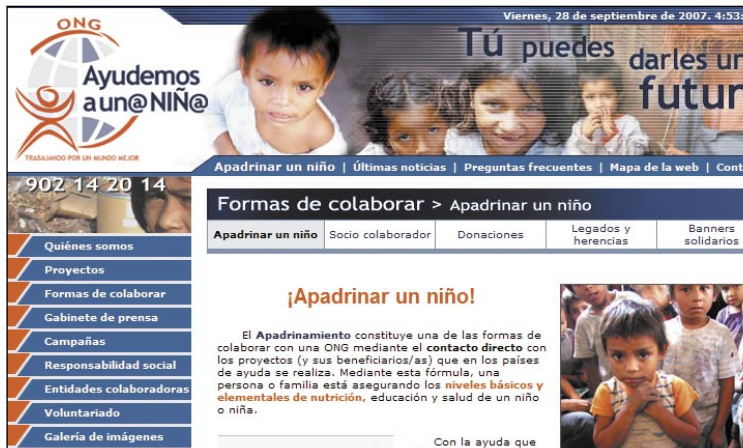 ONG
Ayudemos
a un@ NIÑ@
TRABAJANDO POR UN MUNDO MEJOR
Viernes, 28 de septiembre de 2007. 4:53:
Tú puedes darles un
futur
Apadrinar un niño | Últimas noticias | Preguntas frecuentes | Mapa de la web | Cont
902 14 20 14
Quiénes somos
Proyectos
Formas de colaborar
Gabinete de prensa
Campañas
Responsabilidad social
Entidades colaboradoras
Voluntariado
Galería de imágenes
Formas de colaborar > Apadrinar un niño
Apadrinar un niño
Socio colaborador
Donaciones
Legados y
herencias
Banners
solidarios
¡Apadrinar un niño!
El Apadrinamiento constituye una de las formas de
colaborar con una ONG mediante el contacto directo con
los proyectos (y sus beneficiarios/as) que en los países
de ayuda se realiza. Mediante esta fórmula, una
persona o familia está asegurando los niveles básicos y
elementales de nutrición, educación y salud de un niño
o niña.
Con la ayuda que